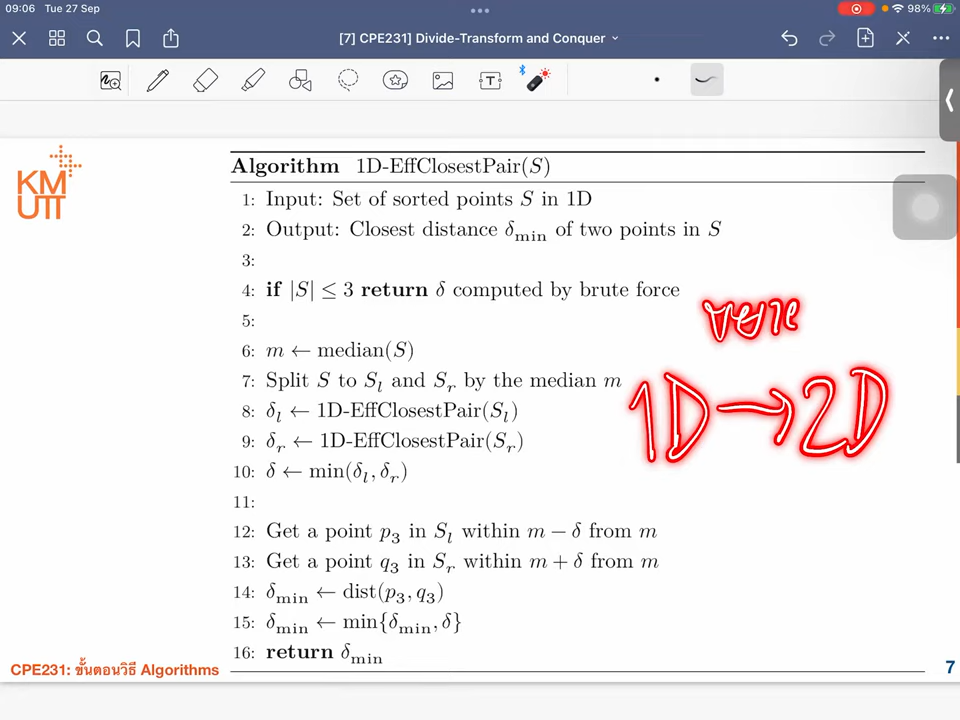 09:06 Tue 27 Sep
98%
[7] CPE231] Divide-Transform and Conquer
T
KM
UTT
Algorithm 1D-EffClosestPair(S)
1: Input: Set of sorted points S in 1D
2: Output: Closest distance δmin of two points in S
3:
4: if |S| ≤ 3 return δ computed by brute force
5:
6: m ← median(S)
7: Split S to Sl and Sr by the median m
8: δl ← 1D-EffClosestPair(Sl)
9: δr ← 1D-EffClosestPair(Sr)
10: δ ← min(δl, δr)
11:
12: Get a point p3 in Sl within m − δ from m
13: Get a point q3 in Sr within m + δ from m
14: δmin ← dist(p3, q3)
15: δmin ← min{δmin, δ}
16: return δmin
ขยาย
1D→2D
CPE231: ขั้นตอนวิธี Algorithms
7